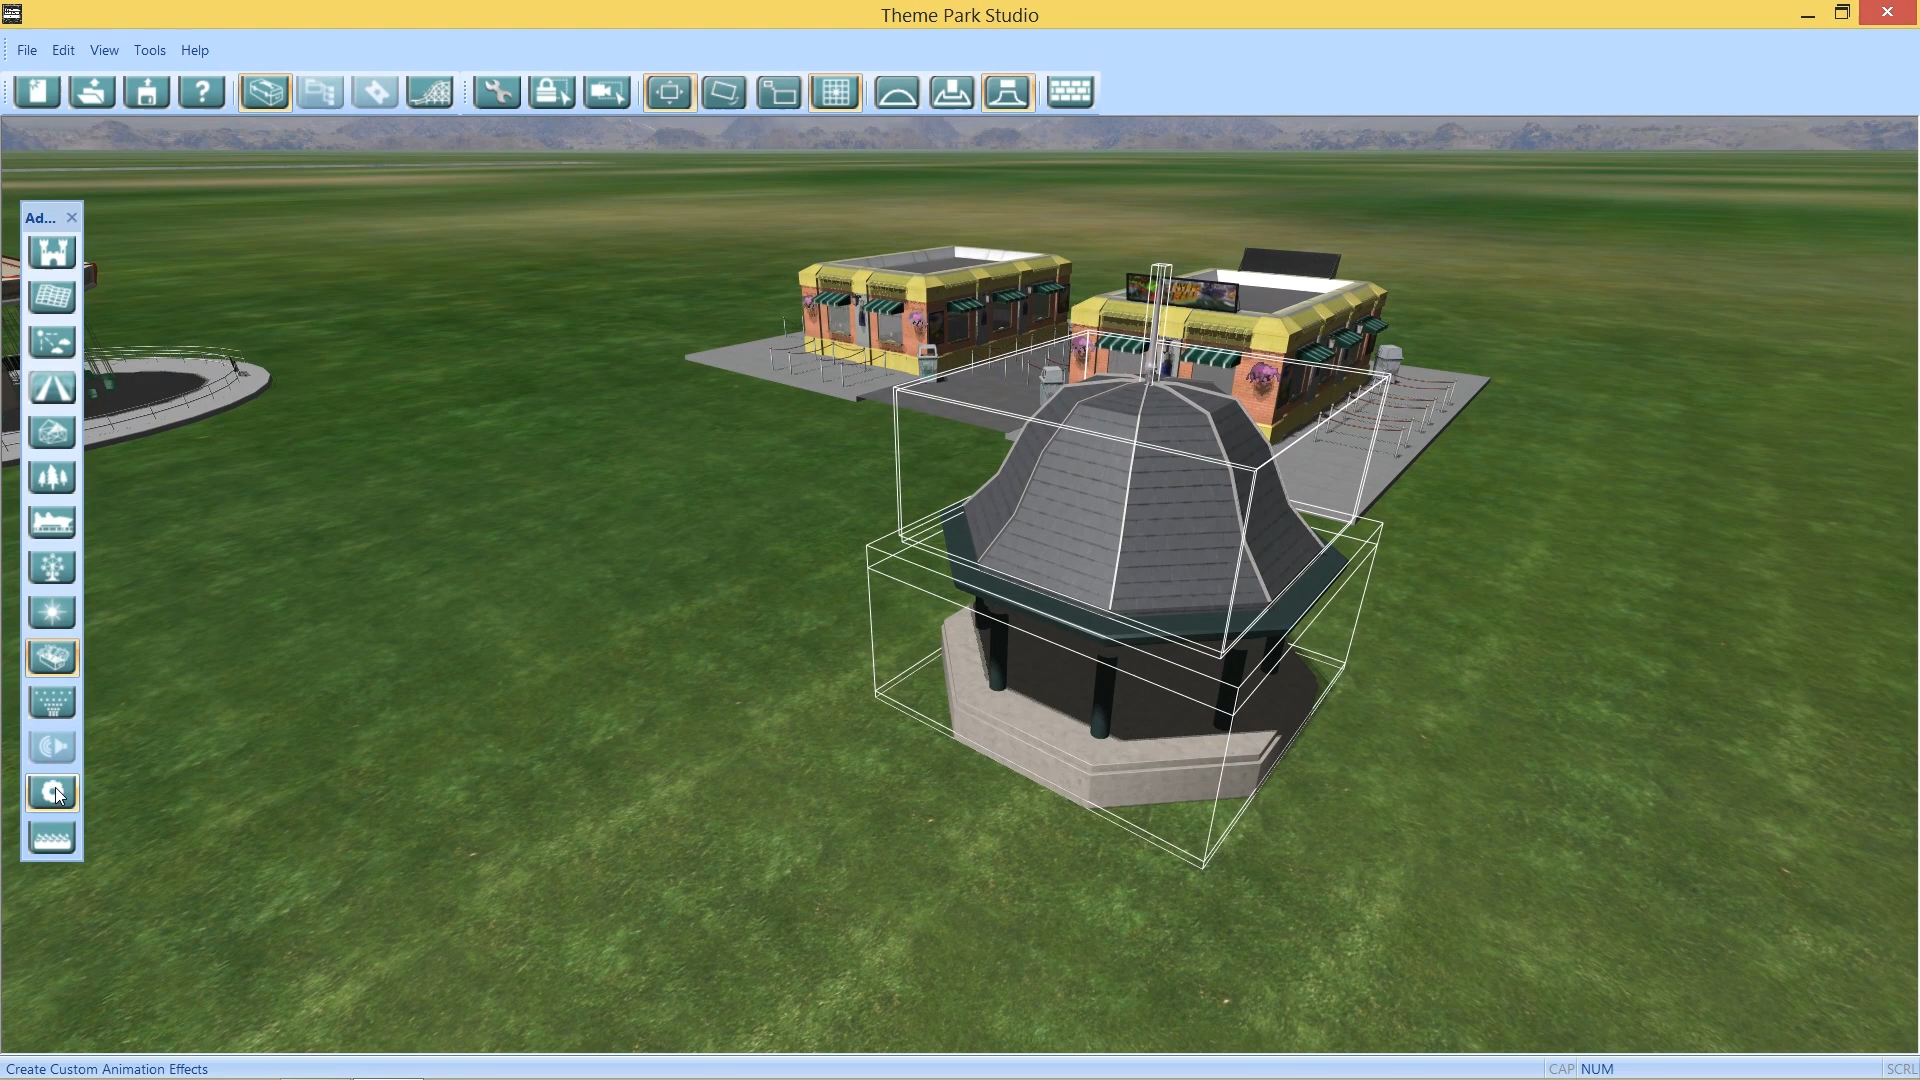 Theme Park Studio
File Edit View Tools Help
?
Ad...
Create Custom Animation Effects
CAP NUM SCRL